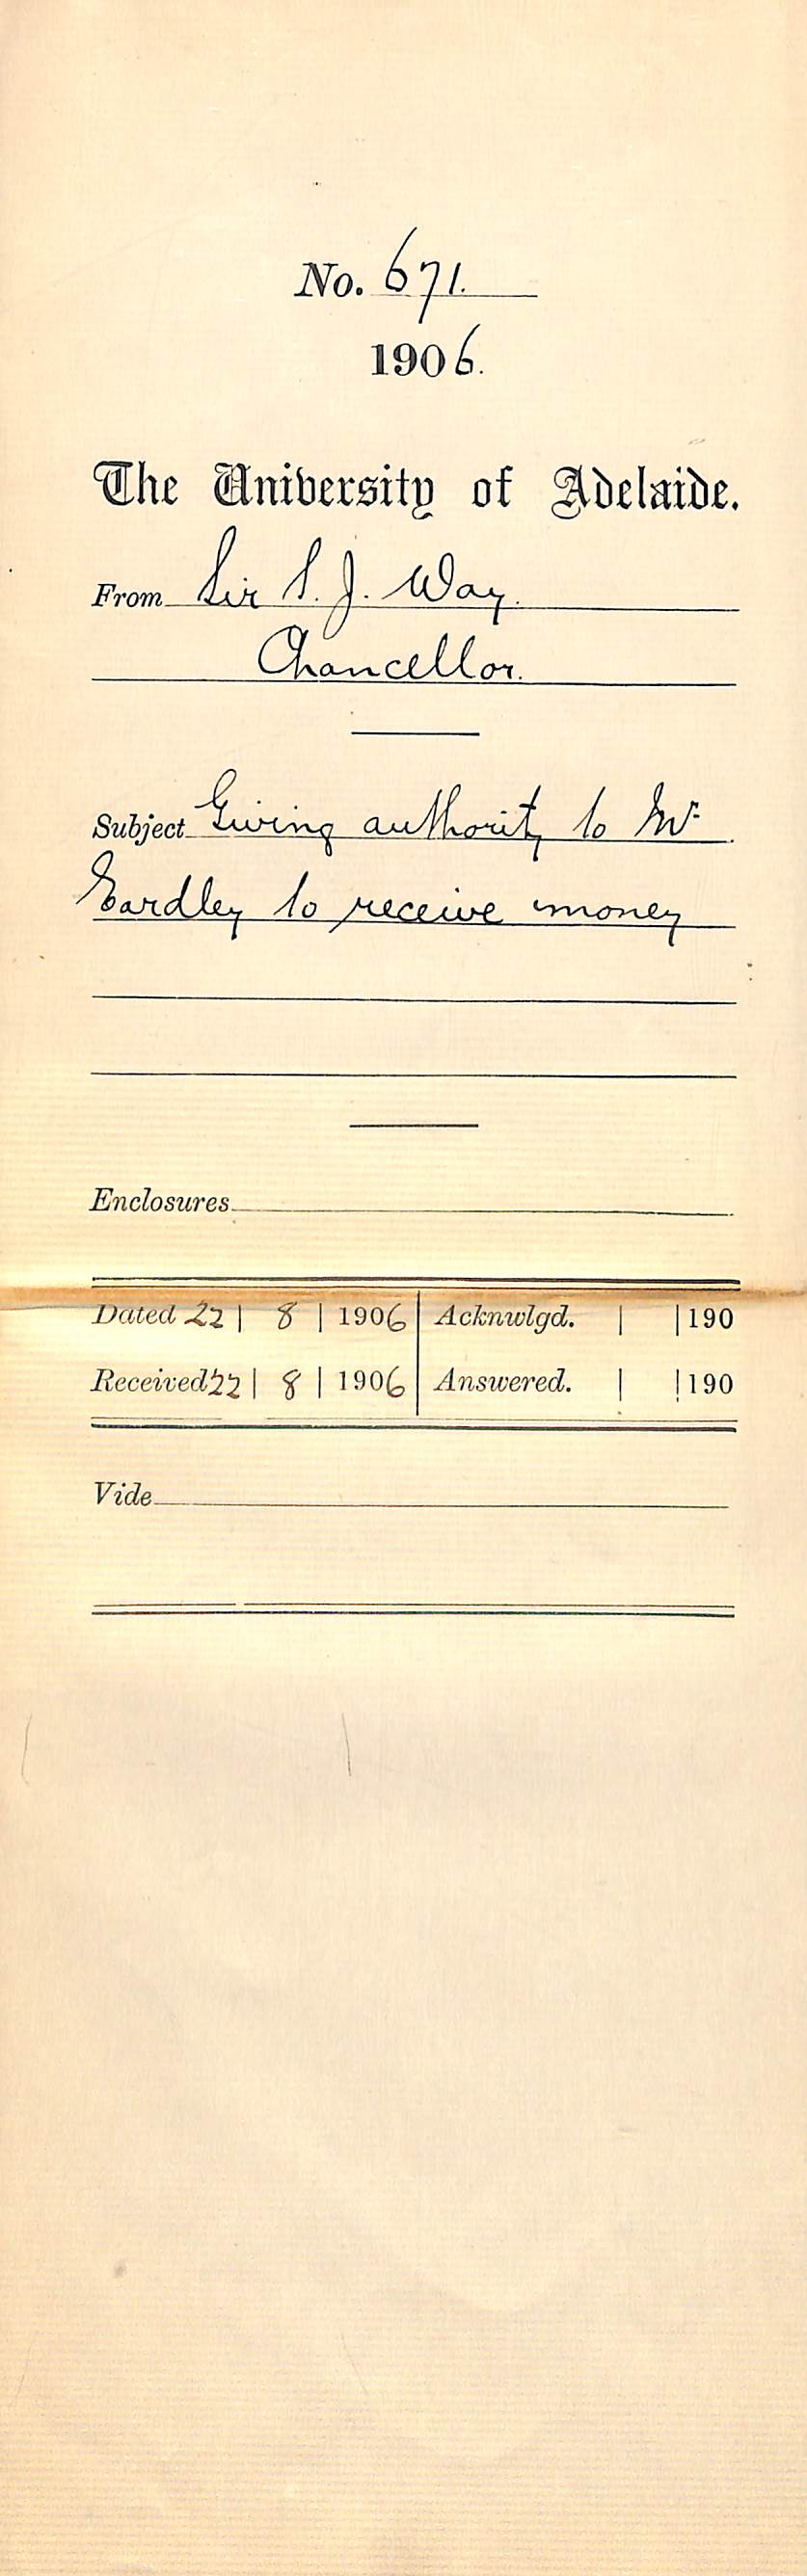 No. 671.
1906.
The University of Adelaide.
From Sir S. J. Way.
Chancellor.
Subject Giving authority to Mr
Eardley to receive money
Enclosures
Dated 22 | 8 | 1906 | Acknwlgd. | | 190
Received 22 | 8 | 1906 | Answered. | | 190
Vide